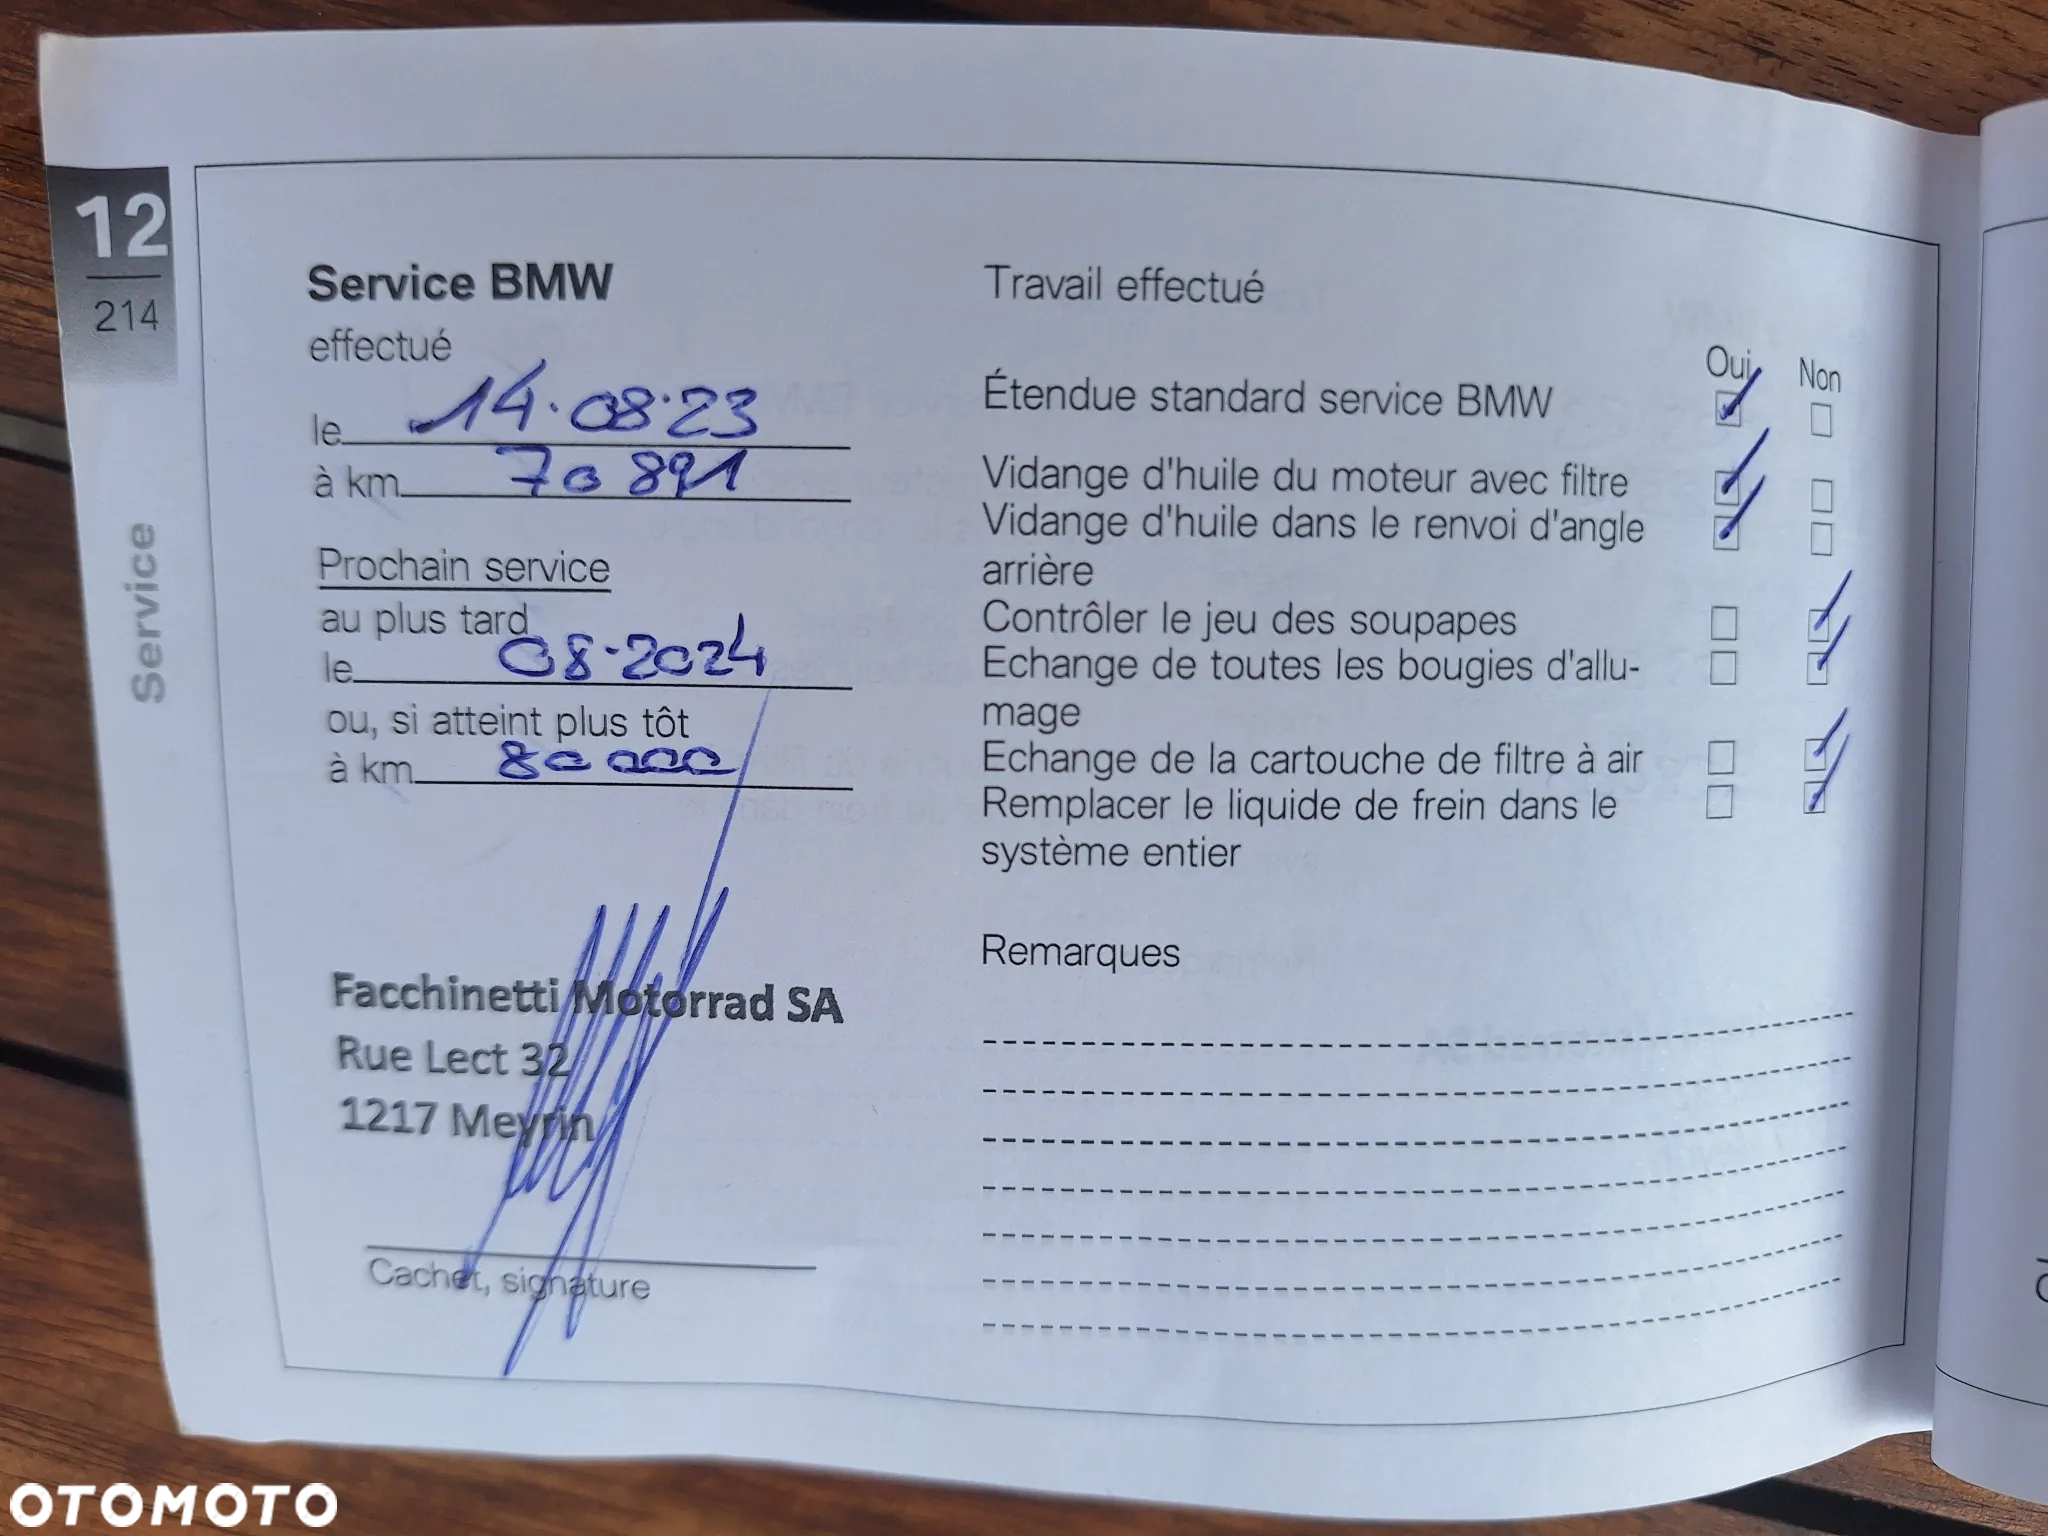 12
214
Service
Service BMW
effectué
le 14.08.23
à km 70 891
Prochain service
au plus tard
le 08.2024
ou, si atteint plus tôt
à km 80 000
Facchinetti Motorrad SA
Rue Lect 32
1217 Meyrin
Cachet, signature
Travail effectué
Oui Non
Étendue standard service BMW
Vidange d'huile du moteur avec filtre
Vidange d'huile dans le renvoi d'angle
arrière
Contrôler le jeu des soupapes
Echange de toutes les bougies d'allu-
mage
Echange de la cartouche de filtre à air
Remplacer le liquide de frein dans le
système entier
Remarques
OTOMOTO